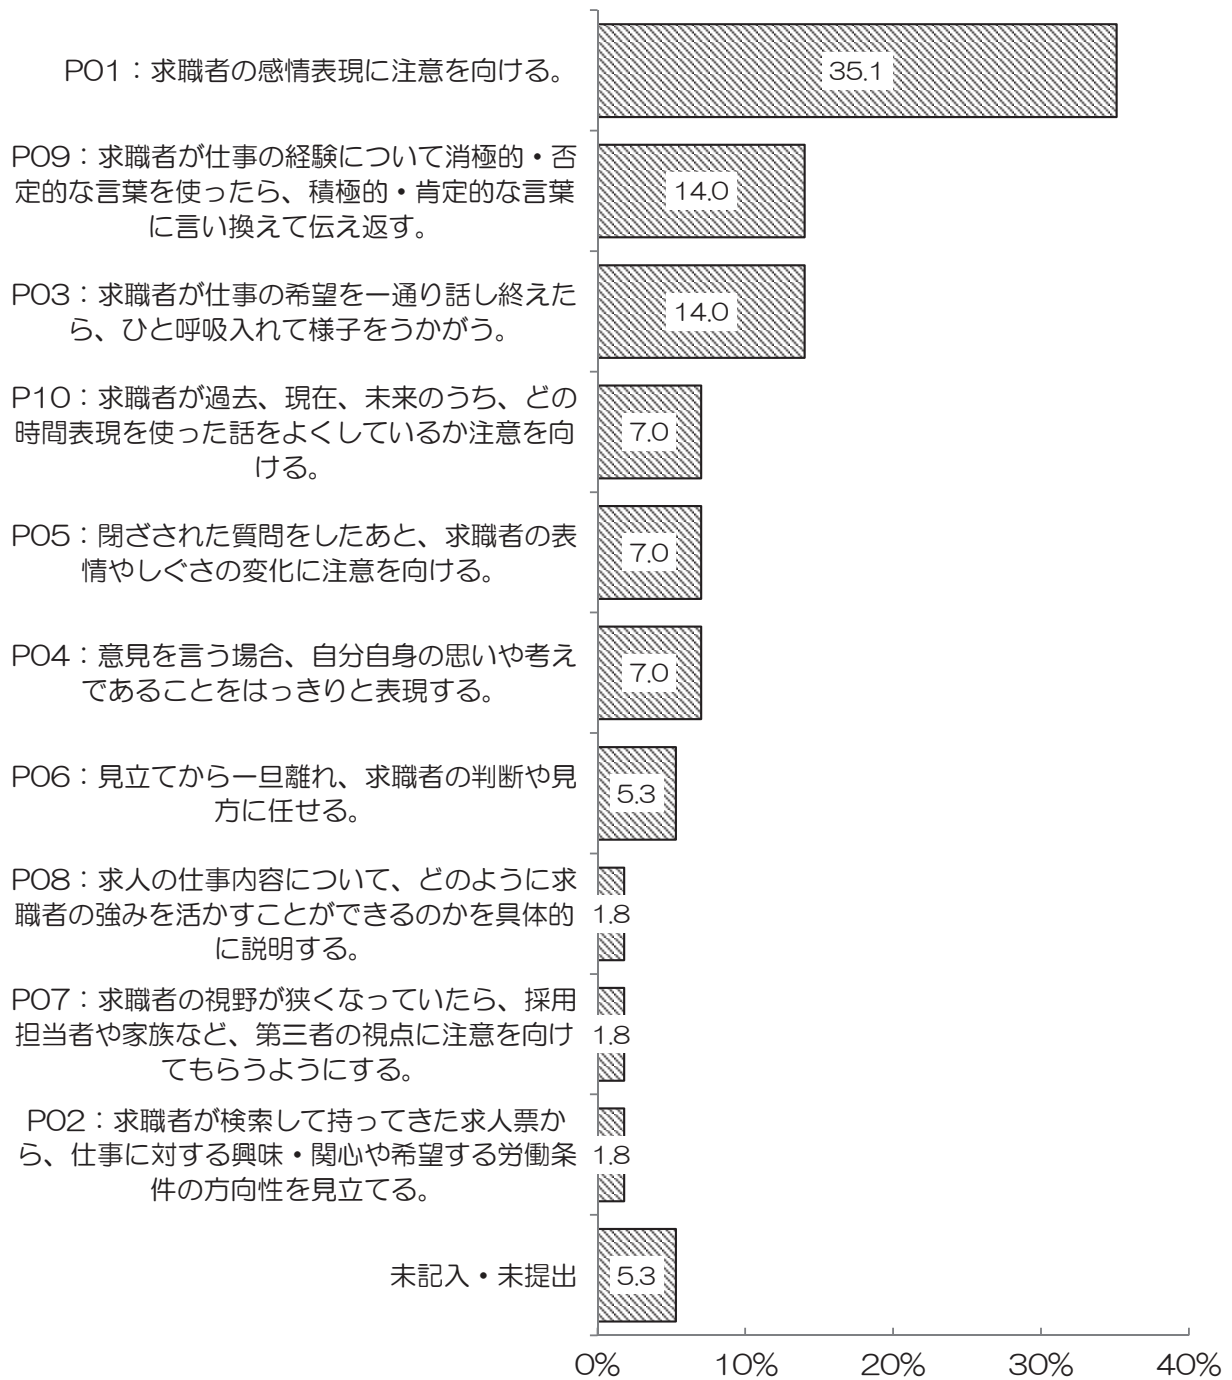 P01：求職者の感情表現に注意を向ける。
35.1
P09：求職者が仕事の経験について消極的・否
定的な言葉を使ったら、積極的・肯定的な言葉
に言い換えて伝え返す。
14.0
P03：求職者が仕事の希望を一通り話し終えた
ら、ひと呼吸入れて様子をうかがう。
14.0
P10：求職者が過去、現在、未来のうち、どの
時間表現を使った話をよくしているか注意を向
ける。
7.0
P05：閉ざされた質問をしたあと、求職者の表
情やしぐさの変化に注意を向ける。
7.0
P04：意見を言う場合、自分自身の思いや考え
であることをはっきりと表現する。
7.0
P06：見立てから一旦離れ、求職者の判断や見
方に任せる。
5.3
P08：求人の仕事内容について、どのように求
職者の強みを活かすことができるのかを具体的
に説明する。
1.8
P07：求職者の視野が狭くなっていたら、採用
担当者や家族など、第三者の視点に注意を向け
てもらうようにする。
1.8
P02：求職者が検索して持ってきた求人票か
ら、仕事に対する興味・関心や希望する労働条
件の方向性を見立てる。
1.8
未記入・未提出
5.3
0% 10% 20% 30% 40%